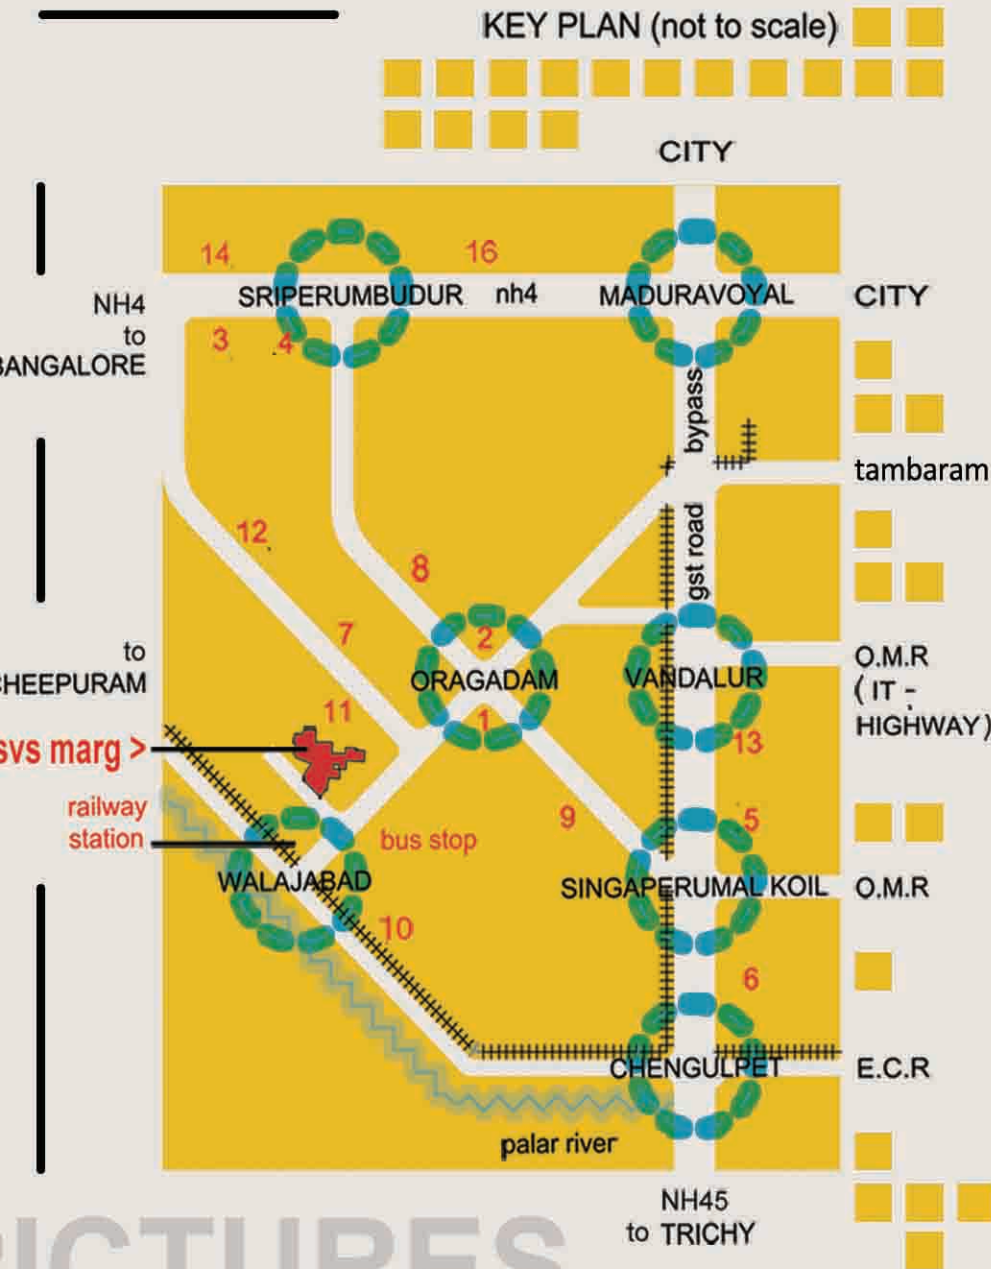 KEY PLAN (not to scale)
CITY
14
16
NH4
to
BANGALORE
SRIPERUMBUDUR
nh4
MADURAVOYAL
CITY
3
4
bypass
tambaram
12
8
gst road
7
2
to
CHEEPURAM
ORAGADAM
VANDALUR
O.M.R
( IT -
HIGHWAY)
11
1
13
svs marg >
railway
station
bus stop
9
5
WALAJABAD
SINGAPERUMAL KOIL
O.M.R
10
6
CHENGULPET
E.C.R
palar river
NH45
to TRICHY
ICTURES